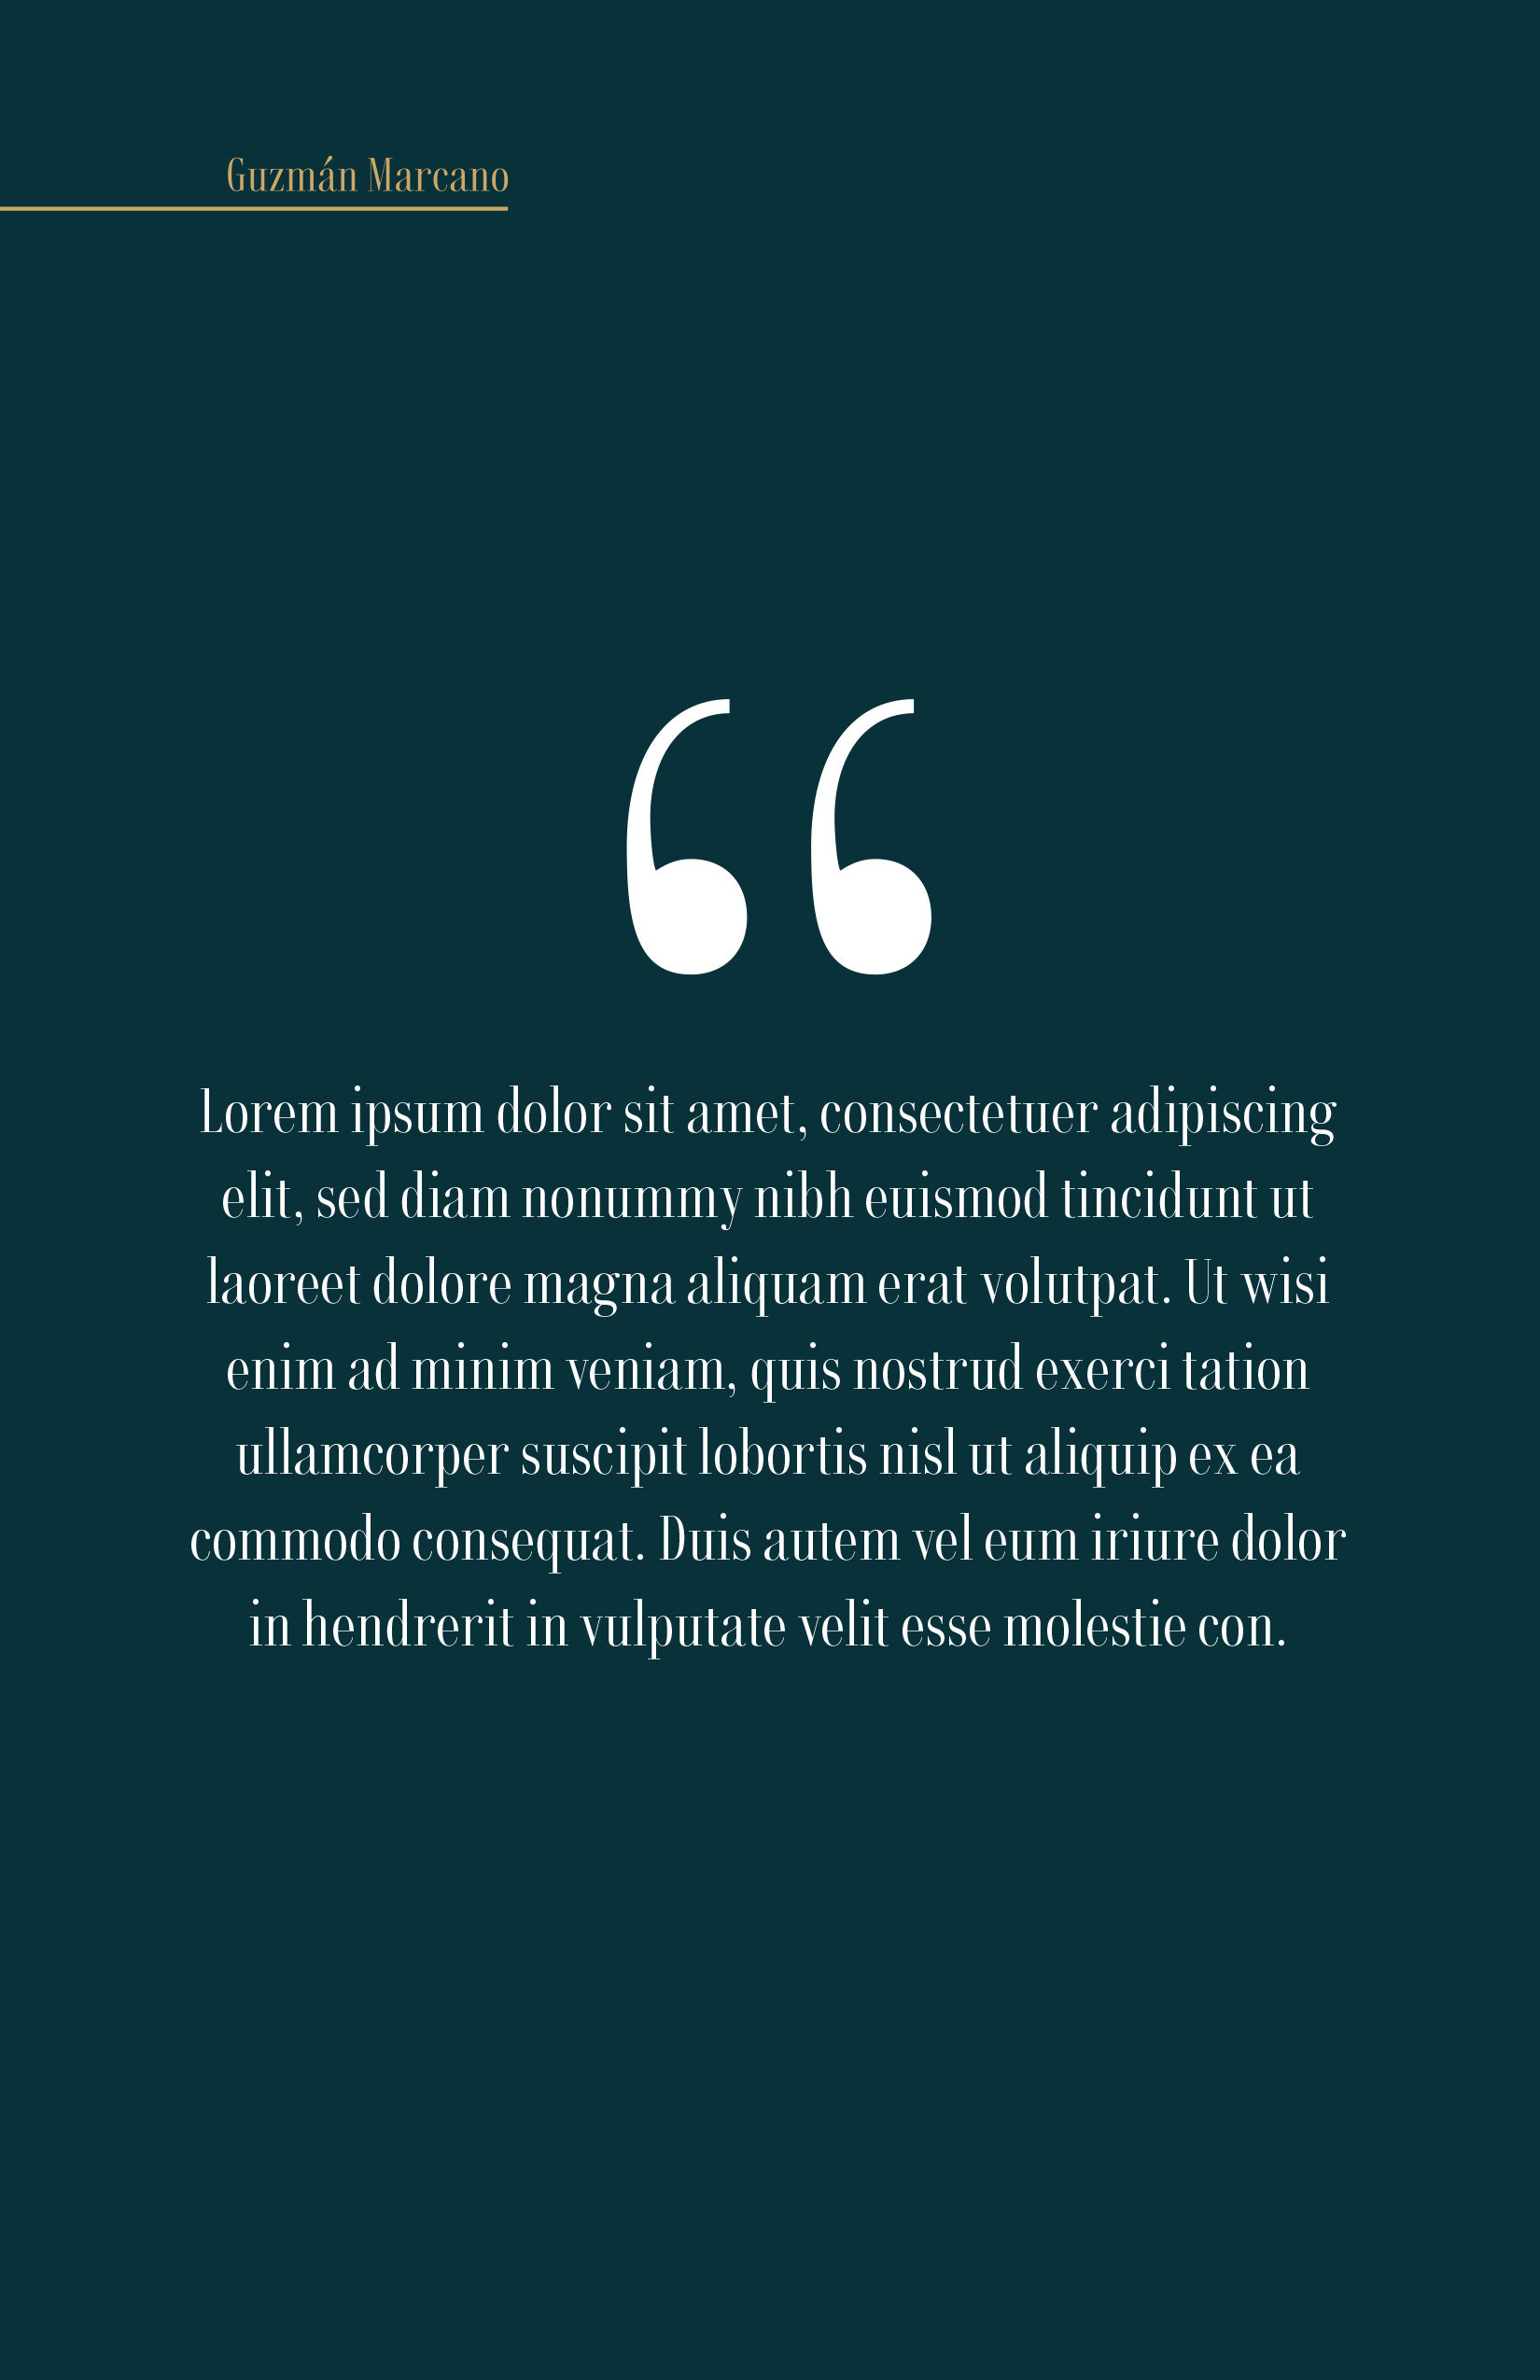 Guzmán Marcano
“
Lorem ipsum dolor sit amet, consectetuer adipiscing
elit, sed diam nonummy nibh euismod tincidunt ut
laoreet dolore magna aliquam erat volutpat. Ut wisi
enim ad minim veniam, quis nostrud exerci tation
ullamcorper suscipit lobortis nisl ut aliquip ex ea
commodo consequat. Duis autem vel eum iriure dolor
in hendrerit in vulputate velit esse molestie con.